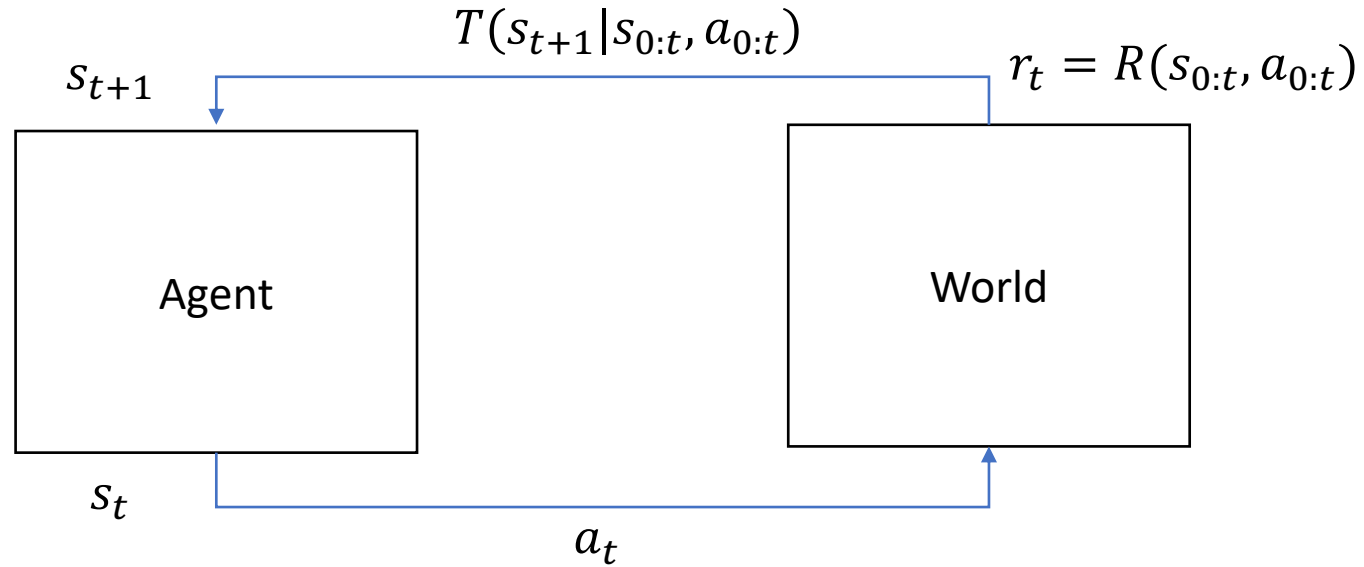 T(s_{t+1}|s_{0:t}, a_{0:t})
s_{t+1}
r_t = R(s_{0:t}, a_{0:t})
Agent
World
s_t
a_t